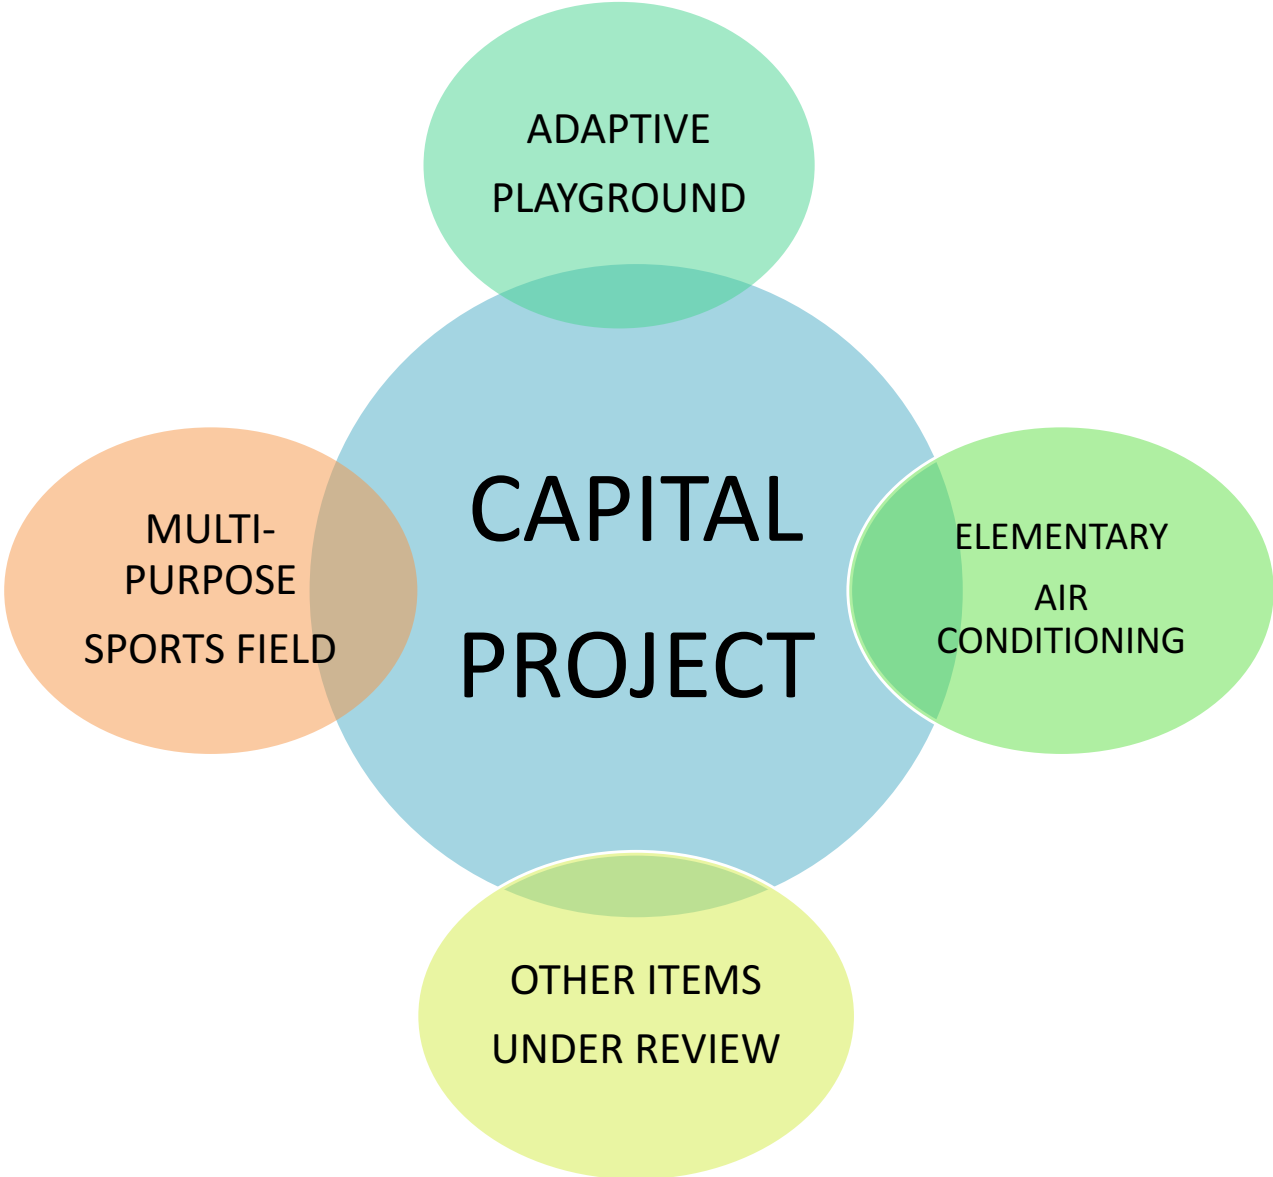 ADAPTIVE
PLAYGROUND
CAPITAL
PROJECT
MULTI-
PURPOSE
SPORTS FIELD
ELEMENTARY
AIR
CONDITIONING
OTHER ITEMS
UNDER REVIEW